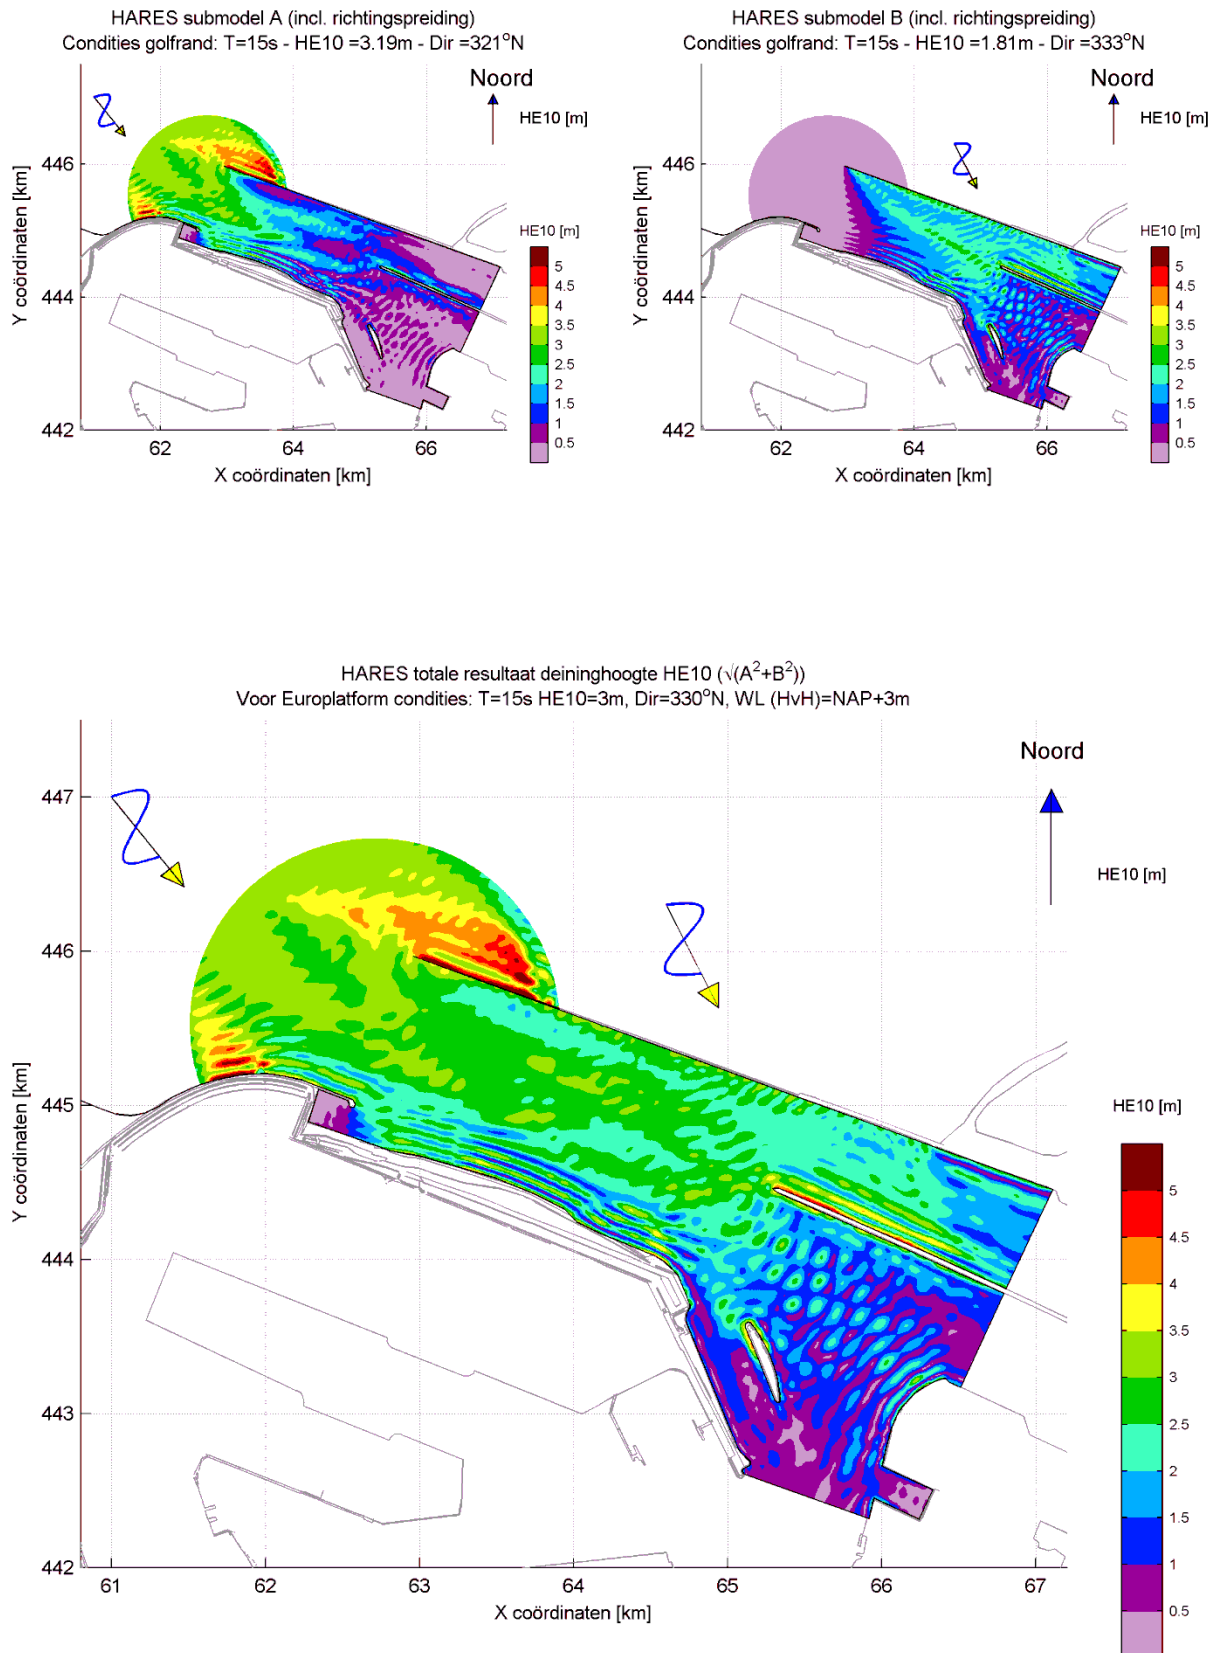 HARES submodel A (incl. richtingspreiding)
Condities golfrand: T=15s - HE10 =3.19m - Dir =321°N
Noord
HE10 [m]
446
444
442
Y coördinaten [km]
62
64
66
X coördinaten [km]
HE10 [m]
5
4.5
4
3.5
3
2.5
2
1.5
1
0.5
HARES submodel B (incl. richtingspreiding)
Condities golfrand: T=15s - HE10 =1.81m - Dir =333°N
Noord
HE10 [m]
446
444
442
Y coördinaten [km]
62
64
66
X coördinaten [km]
HE10 [m]
5
4.5
4
3.5
3
2.5
2
1.5
1
0.5
HARES totale resultaat deininghoogte HE10 (√(A²+B²))
Voor Europlatform condities: T=15s HE10=3m, Dir=330°N, WL (HvH)=NAP+3m
Noord
HE10 [m]
447
446
445
444
443
442
Y coördinaten [km]
61
62
63
64
65
66
67
X coördinaten [km]
HE10 [m]
5
4.5
4
3.5
3
2.5
2
1.5
1
0.5